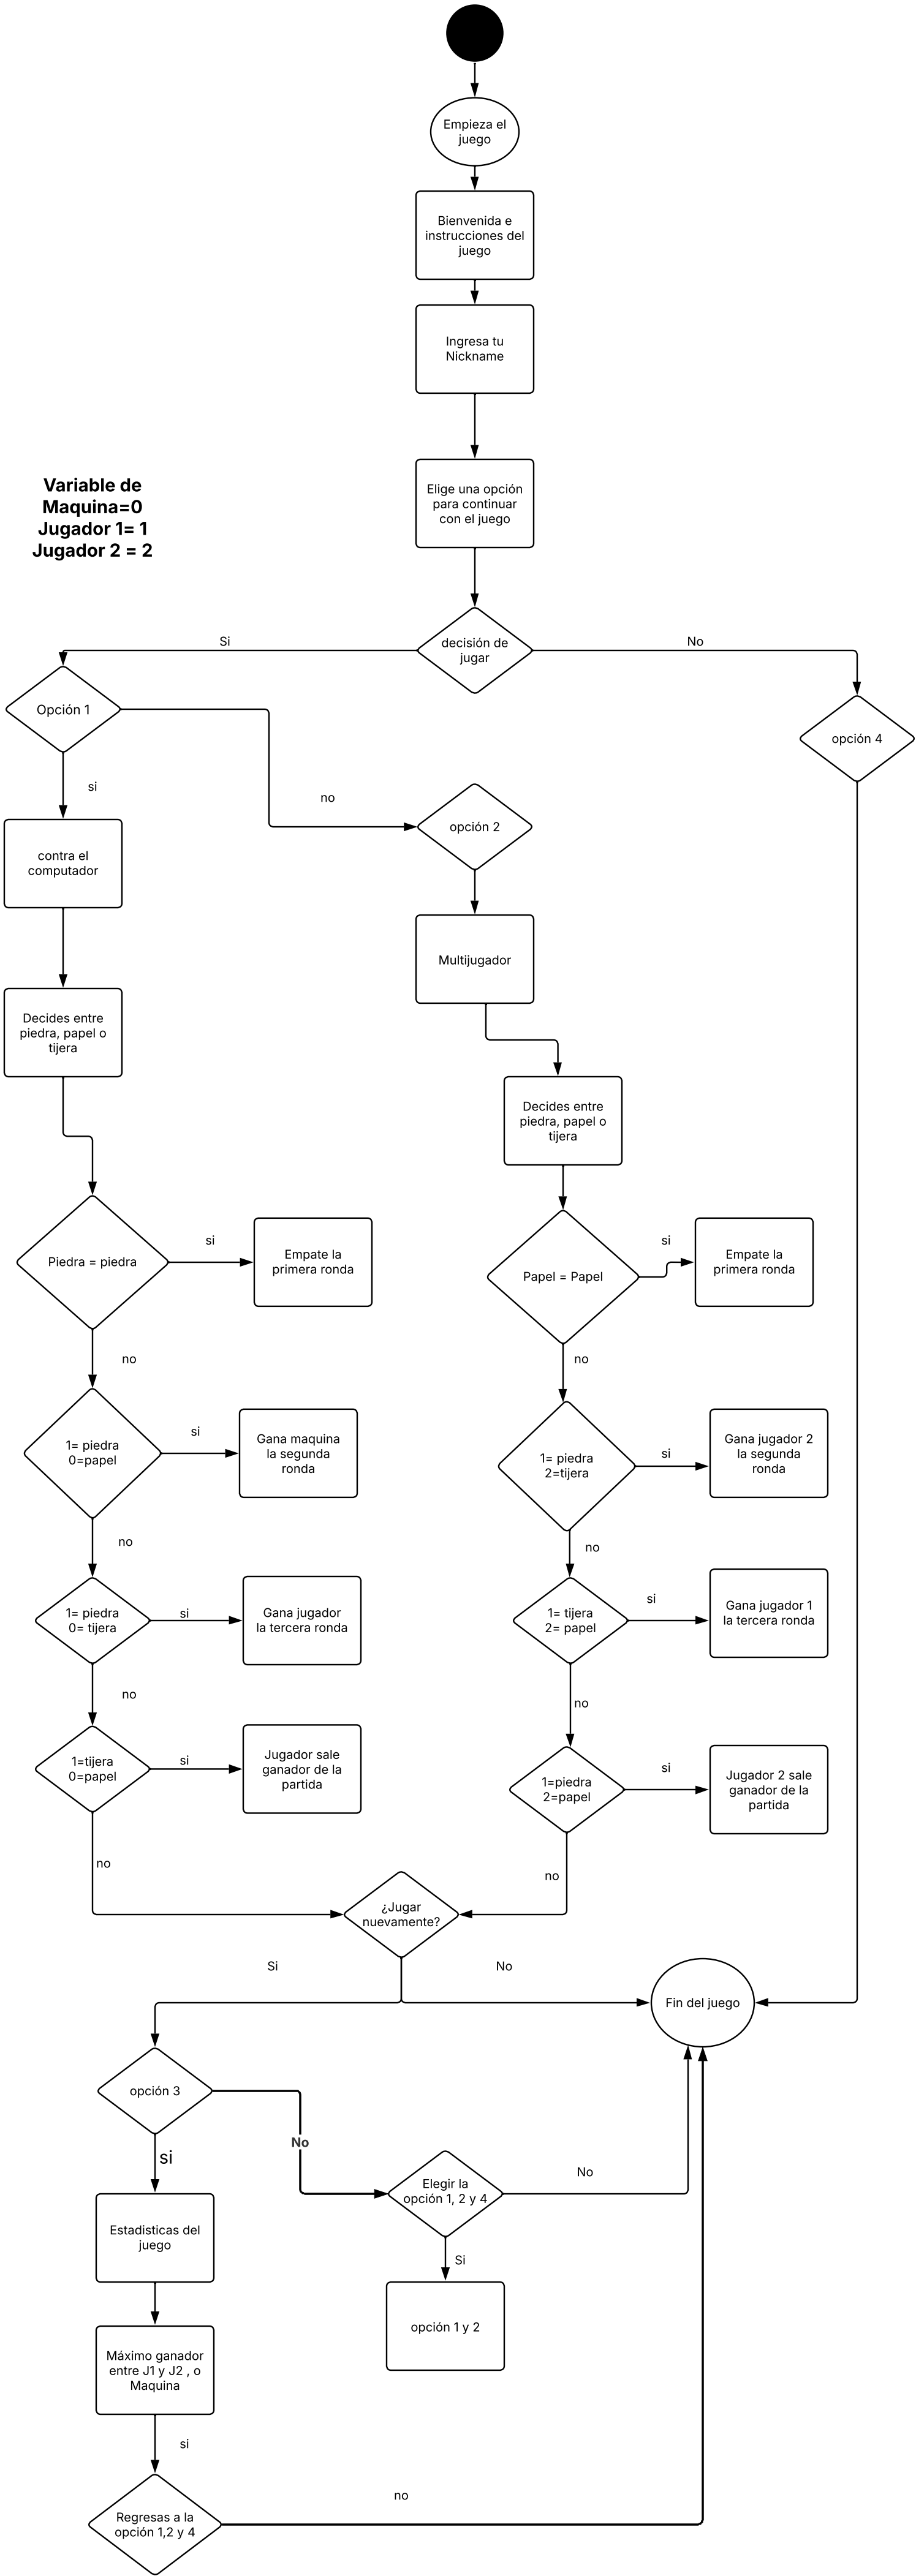 Empieza el
juego
Bienvenida e
instrucciones del
juego
Ingresa tu
Nickname
Elige una opción
para continuar
con el juego
Variable de
Maquina=0
Jugador 1= 1
Jugador 2 = 2
decisión de
jugar
Si
No
Opción 1
opción 4
si
no
opción 2
contra el
computador
Multijugador
Decides entre
piedra, papel o
tijera
Decides entre
piedra, papel o
tijera
Piedra = piedra
si
Empate la
primera ronda
Papel = Papel
si
Empate la
primera ronda
no
no
1= piedra
0=papel
si
Gana maquina
la segunda
ronda
1= piedra
2=tijera
si
Gana jugador 2
la segunda
ronda
no
no
1= piedra
0= tijera
si
Gana jugador
la tercera ronda
1= tijera
2= papel
si
Gana jugador 1
la tercera ronda
no
no
1=tijera
0=papel
si
Jugador sale
ganador de la
partida
1=piedra
2=papel
si
Jugador 2 sale
ganador de la
partida
no
no
¿Jugar
nuevamente?
Si
No
Fin del juego
opción 3
No
si
Elegir la
opción 1, 2 y 4
No
Si
Estadisticas del
juego
opción 1 y 2
Máximo ganador
entre J1 y J2 , o
Maquina
si
Regresas a la
opción 1,2 y 4
no